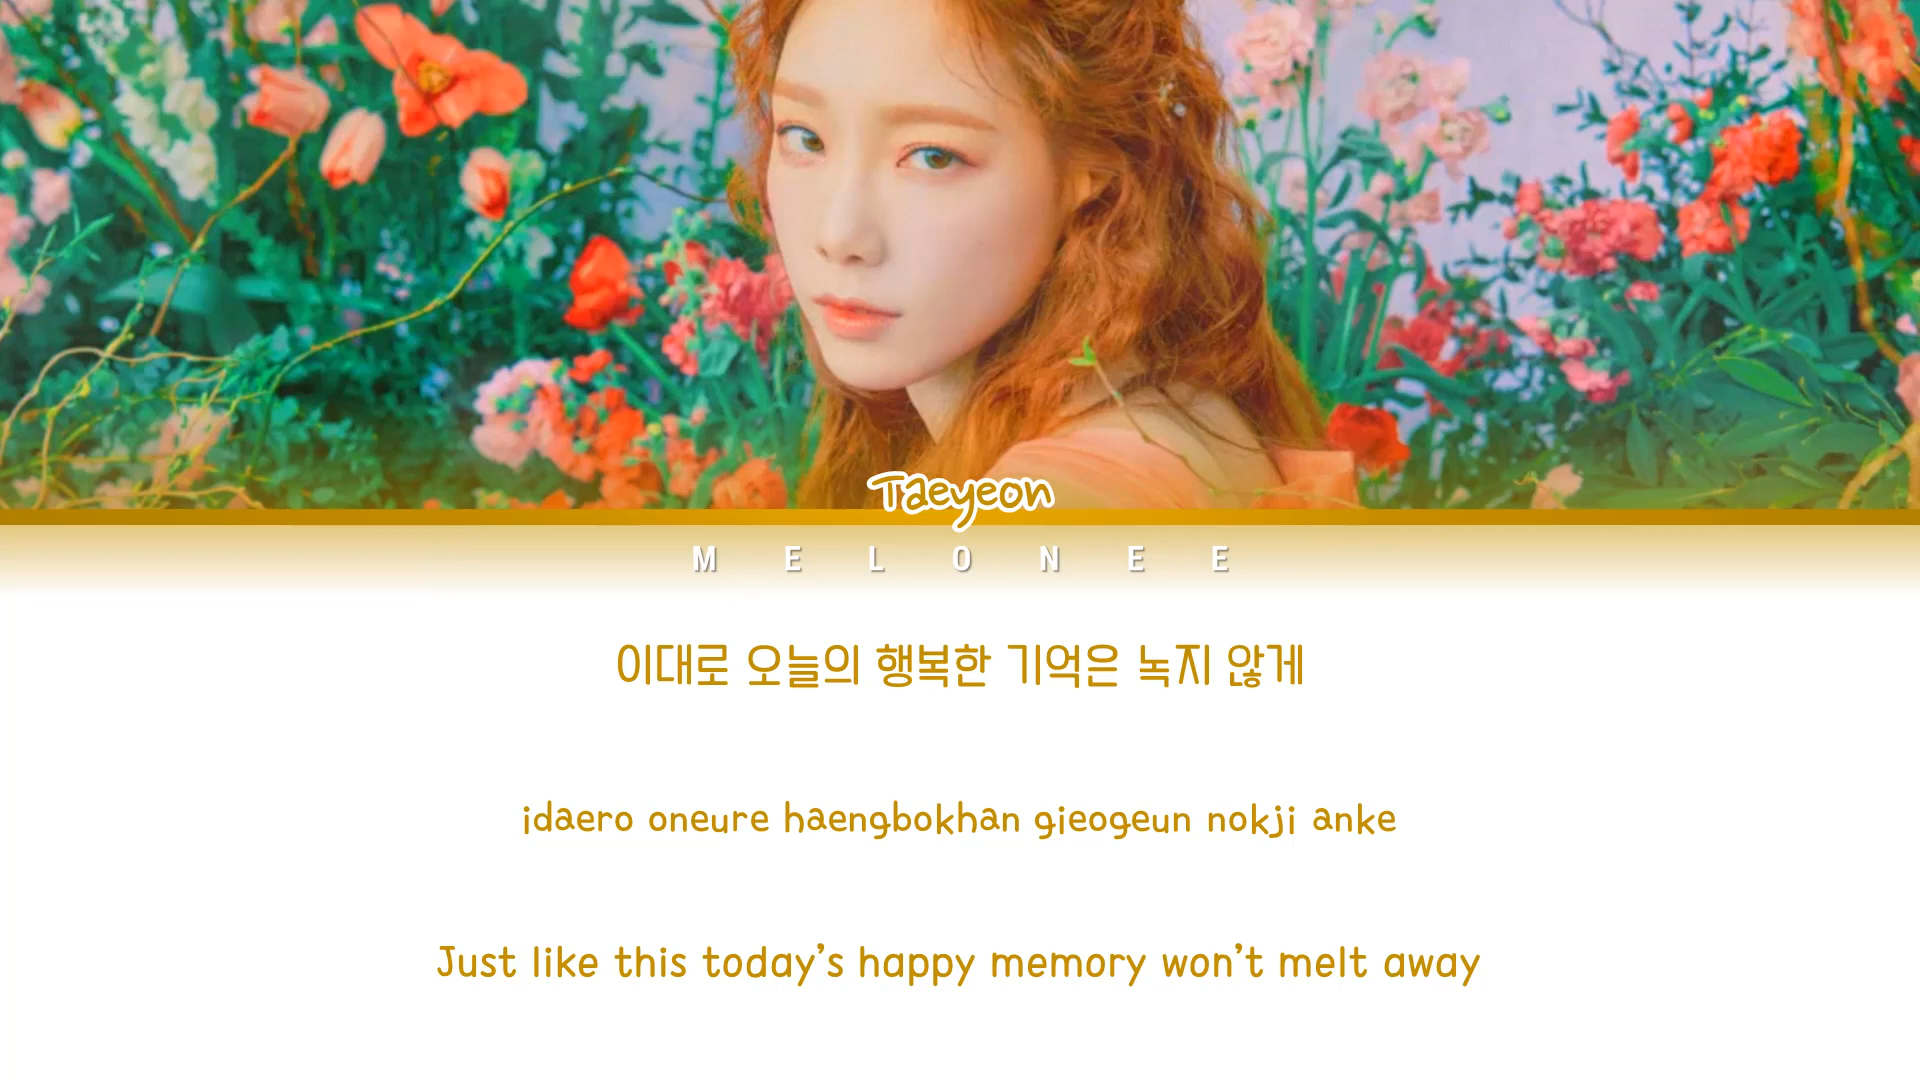 Taeyeon
MELONEE
이대로 오늘의 행복한 기억은 녹지 않게
idaero oneure haengbokhan gieogeun nokji anke
Just like this today’s happy memory won’t melt away